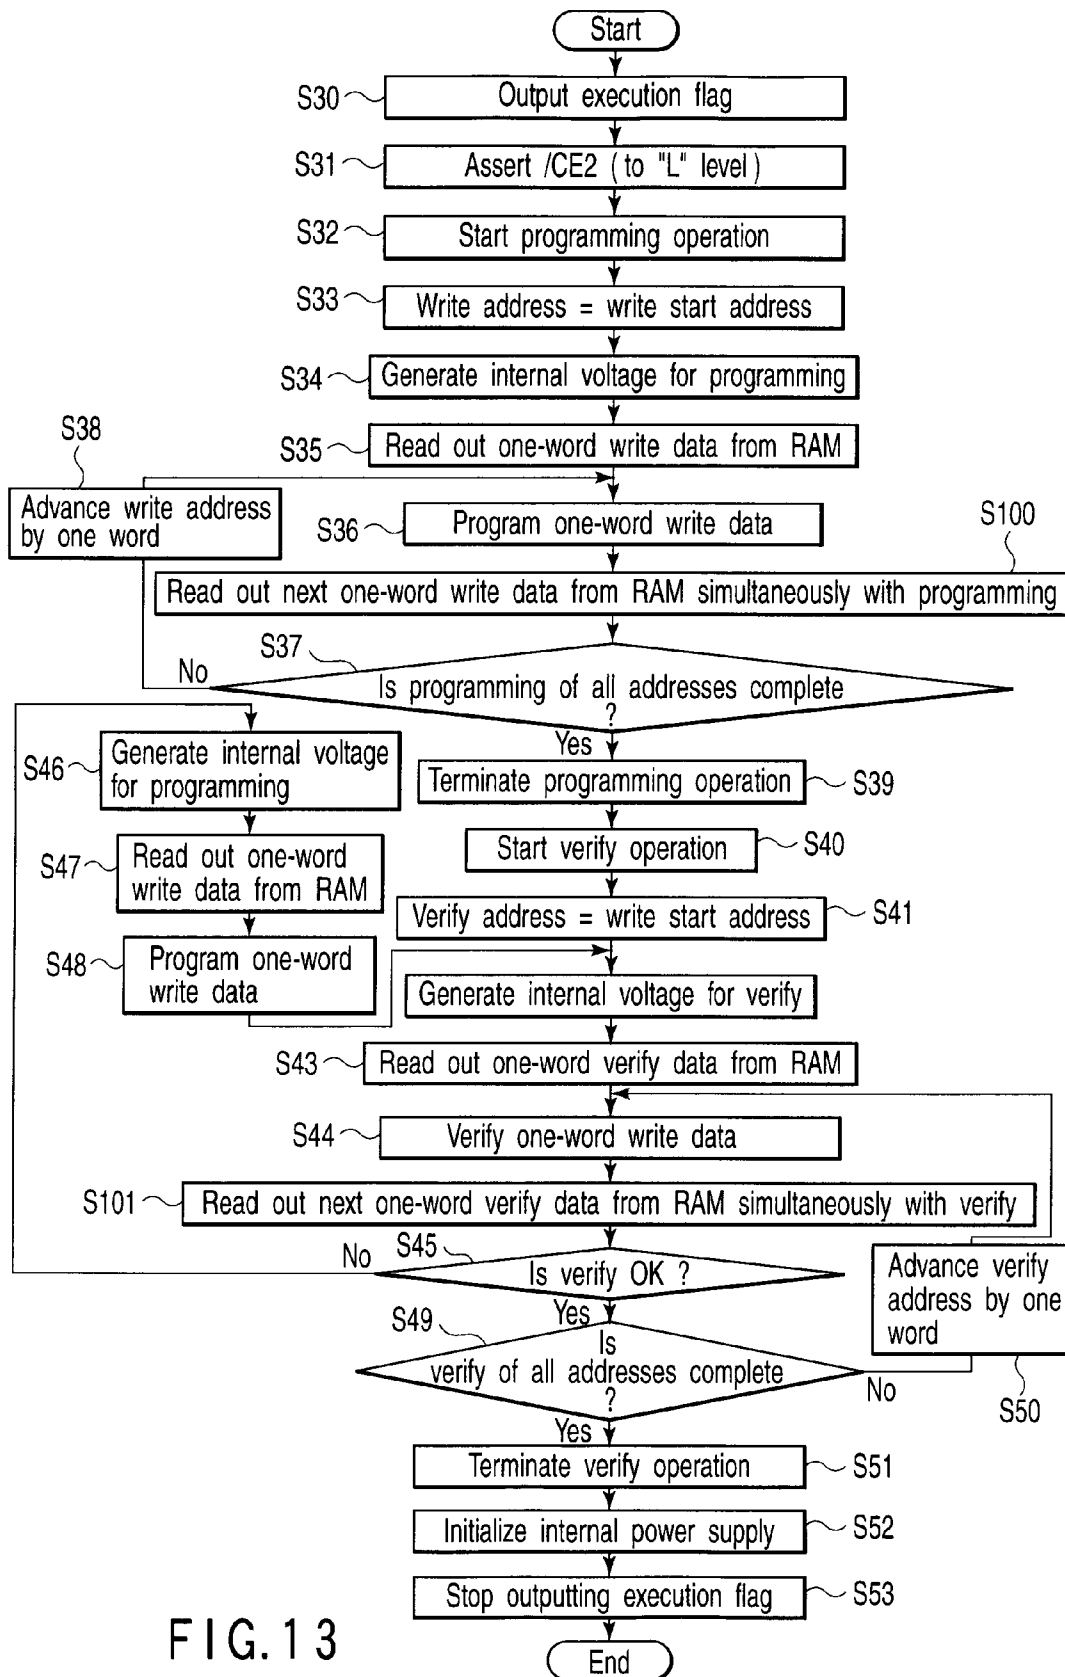 Start
S30
Output execution flag
S31
Assert /CE2 (to "L" level)
S32
Start programming operation
S33
Write address = write start address
S34
Generate internal voltage for programming
S35
Read out one-word write data from RAM
S38
Advance write address
by one word
S36
Program one-word write data
S100
Read out next one-word write data from RAM simultaneously with programming
S37
No
Is programming of all addresses complete
?
Yes
S46
Generate internal voltage
for programming
Terminate programming operation
S39
S47
Read out one-word
write data from RAM
Start verify operation
S40
Verify address = write start address
S41
S48
Program one-word
write data
Generate internal voltage for verify
S43
Read out one-word verify data from RAM
S44
Verify one-word write data
S101
Read out next one-word verify data from RAM simultaneously with verify
S45
No
Is verify OK ?
Yes
Advance verify
address by one
word
S50
S49
Is
verify of all addresses complete
?
No
Yes
Terminate verify operation
S51
Initialize internal power supply
S52
Stop outputting execution flag
S53
End
FIG.13